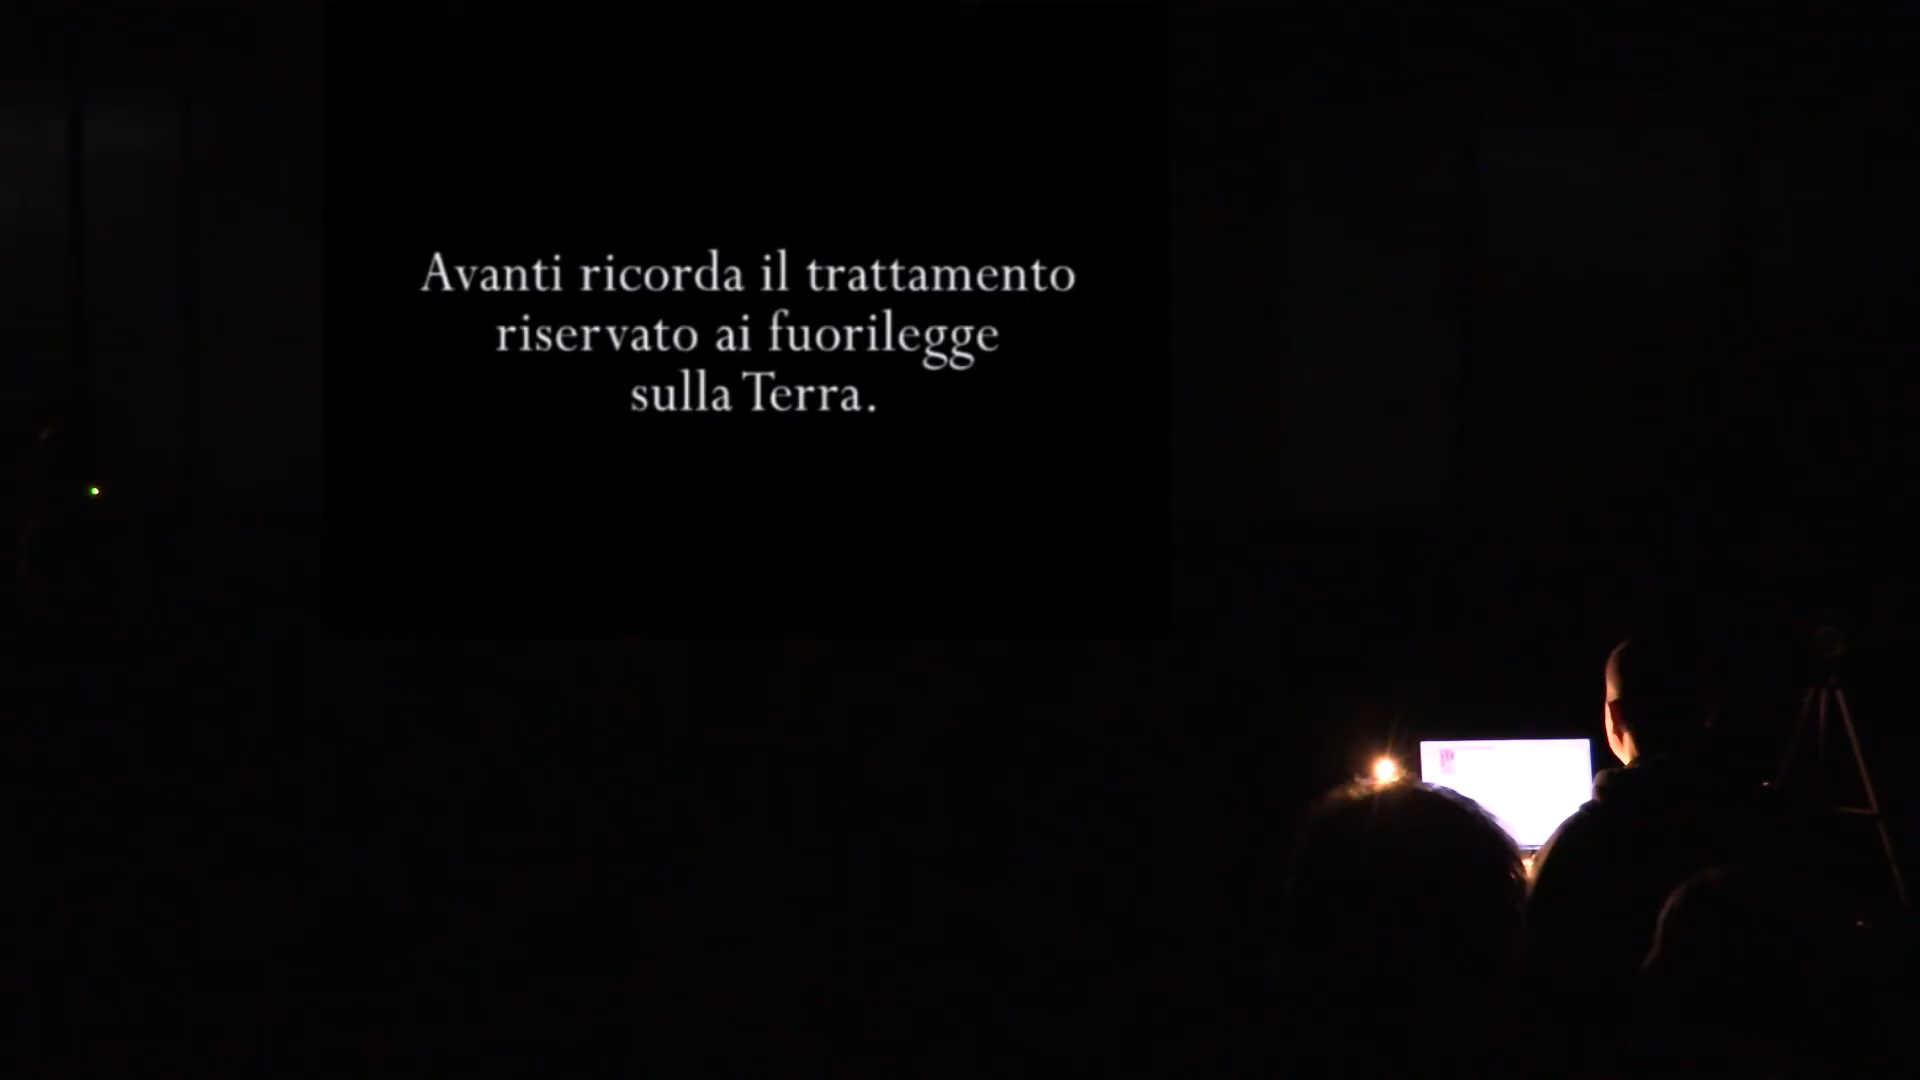 Avanti ricorda il trattamento
riservato ai fuorilegge
sulla Terra.